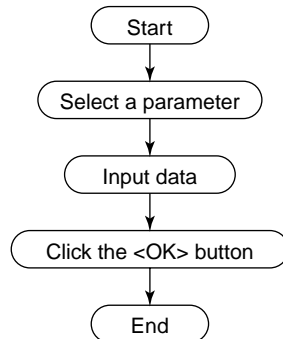 Start
Select a parameter
Input data
Click the <OK> button
End